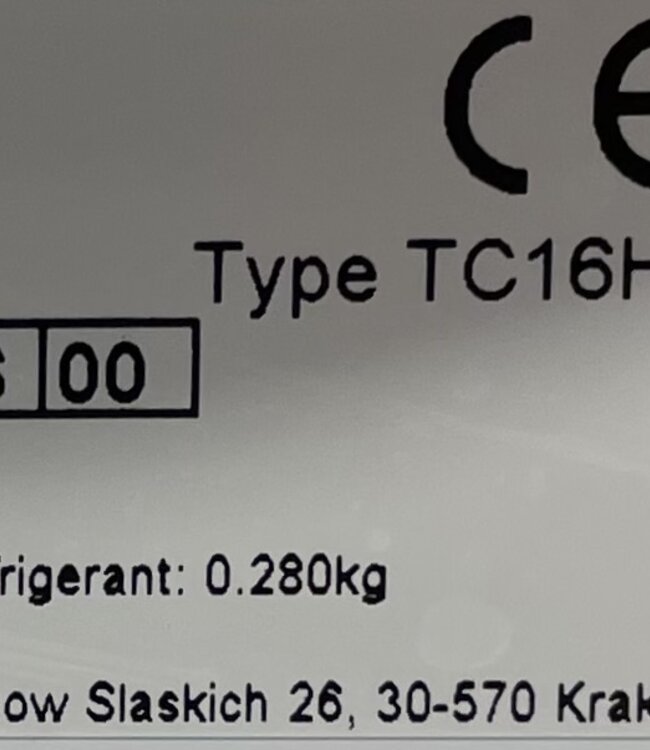 CE
Type TC16H
00
rigerant: 0.280kg
ow Slaskich 26, 30-570 Krak